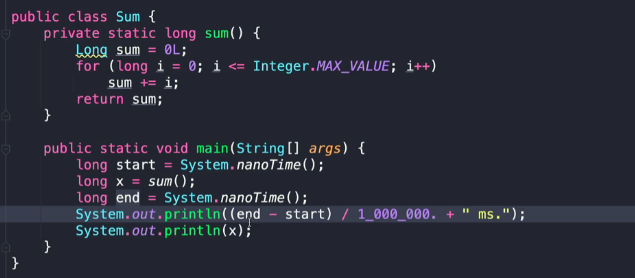 public class Sum {
    private static long sum() {
        Long sum = 0L;
        for (long i = 0; i <= Integer.MAX_VALUE; i++)
            sum += i;
        return sum;
    }
    public static void main(String[] args) {
        long start = System.nanoTime();
        long x = sum();
        long end = System.nanoTime();
        System.out.println((end - start) / 1_000_000. + " ms.");
        System.out.println(x);
    }
}